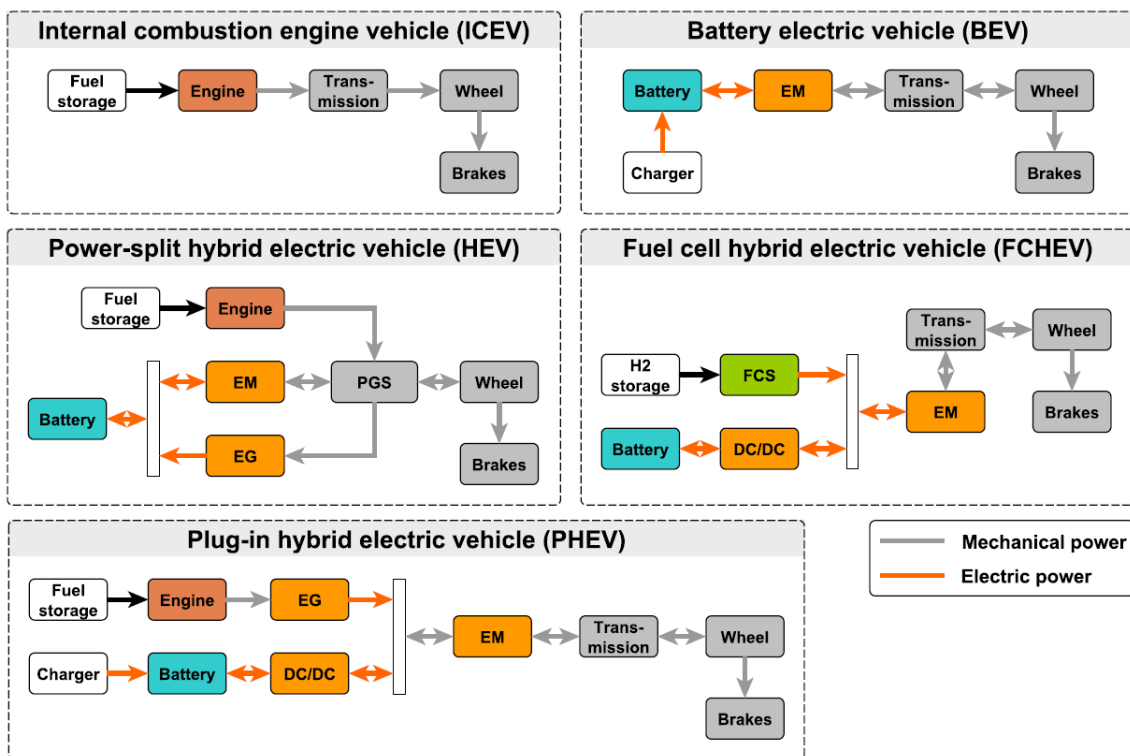 Internal combustion engine vehicle (ICEV)
Fuel
storage
Engine
Trans-
mission
Wheel
Brakes
Battery electric vehicle (BEV)
Battery
EM
Trans-
mission
Wheel
Charger
Brakes
Power-split hybrid electric vehicle (HEV)
Fuel
storage
Engine
EM
PGS
Wheel
Battery
EG
Brakes
Fuel cell hybrid electric vehicle (FCHEV)
Trans-
mission
Wheel
H2
storage
FCS
EM
Brakes
Battery
DC/DC
Plug-in hybrid electric vehicle (PHEV)
Fuel
storage
Engine
EG
EM
Trans-
mission
Wheel
Charger
Battery
DC/DC
Brakes
Mechanical power
Electric power